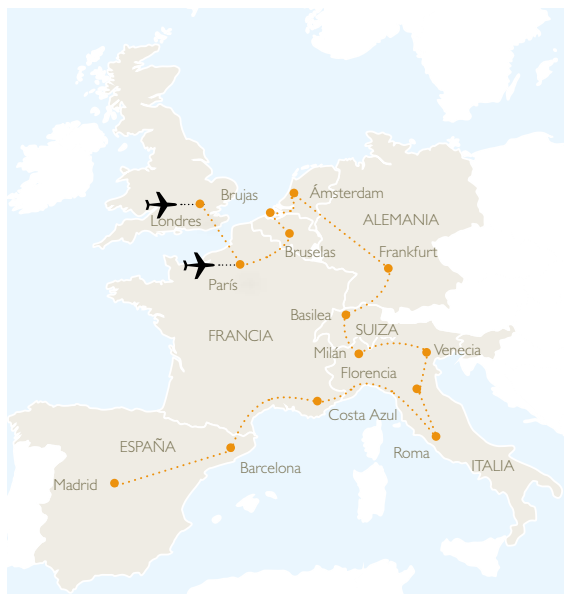 Brujas
Ámsterdam
Londres
ALEMANIA
Bruselas
Frankfurt
París
Basilea
FRANCIA
SUIZA
Milán
Venecia
Florencia
Costa Azul
ESPAÑA
Roma
Barcelona
ITALIA
Madrid